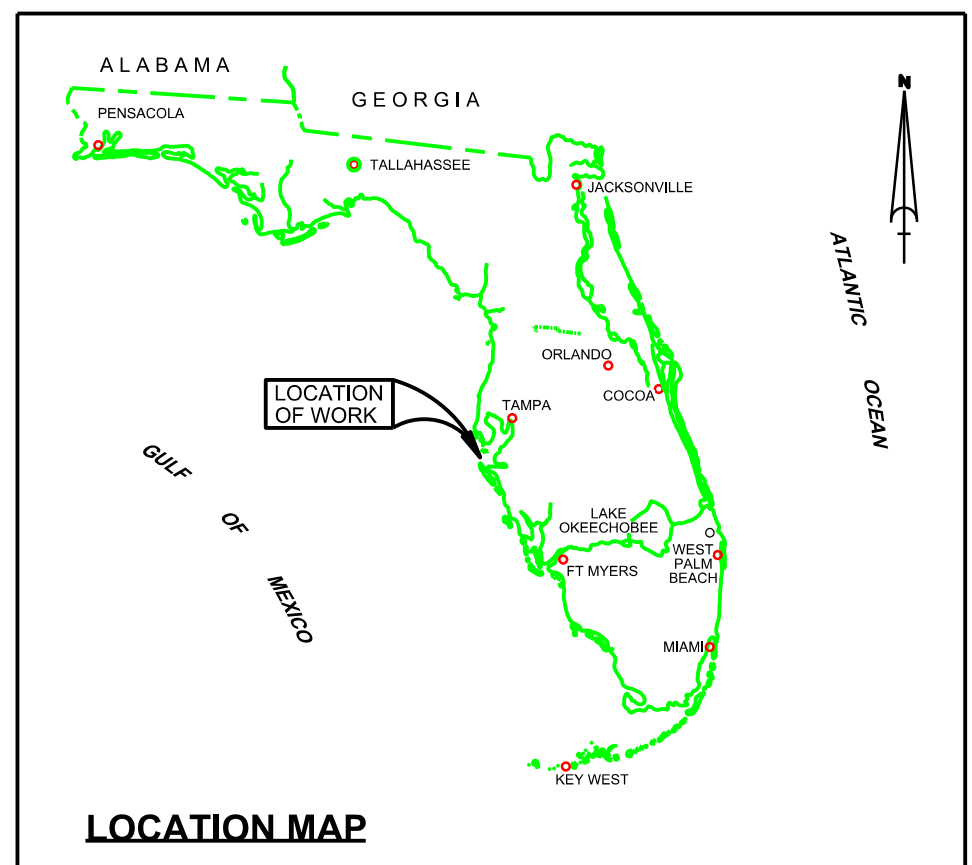 ALABAMA
GEORGIA
N
PENSACOLA
TALLAHASSEE
JACKSONVILLE
ATLANTIC
OCEAN
ORLANDO
COCOA
LOCATION
OF WORK
TAMPA
GULF
OF
MEXICO
LAKE
OKEECHOBEE
WEST
PALM
BEACH
FT MYERS
MIAMI
KEY WEST
LOCATION MAP